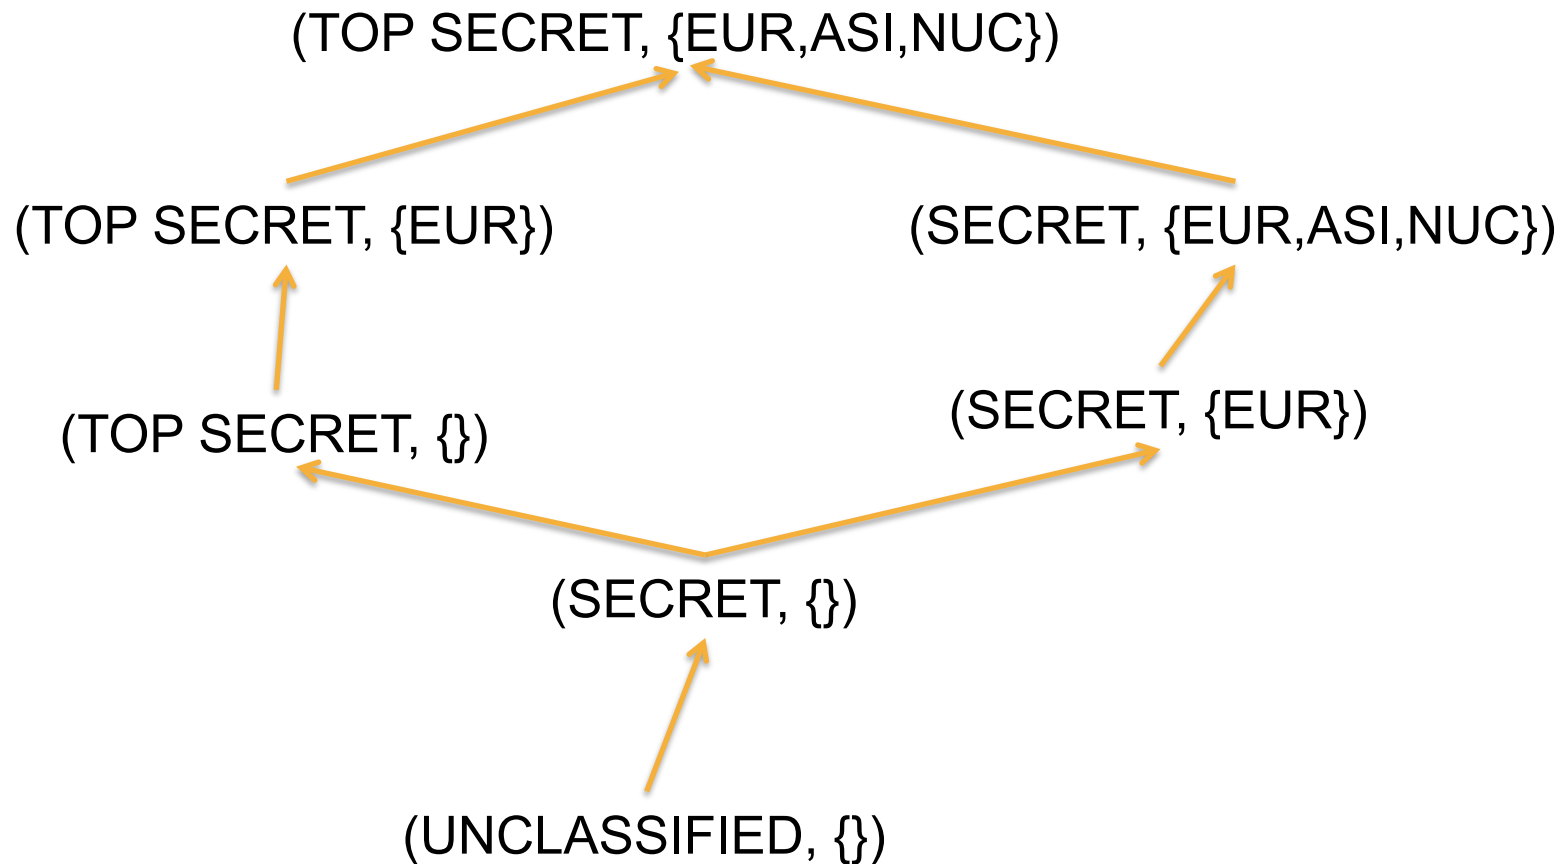 (TOP SECRET, {EUR,ASI,NUC})
(TOP SECRET, {EUR})
(SECRET, {EUR,ASI,NUC})
(TOP SECRET, {})
(SECRET, {EUR})
(SECRET, {})
(UNCLASSIFIED, {})